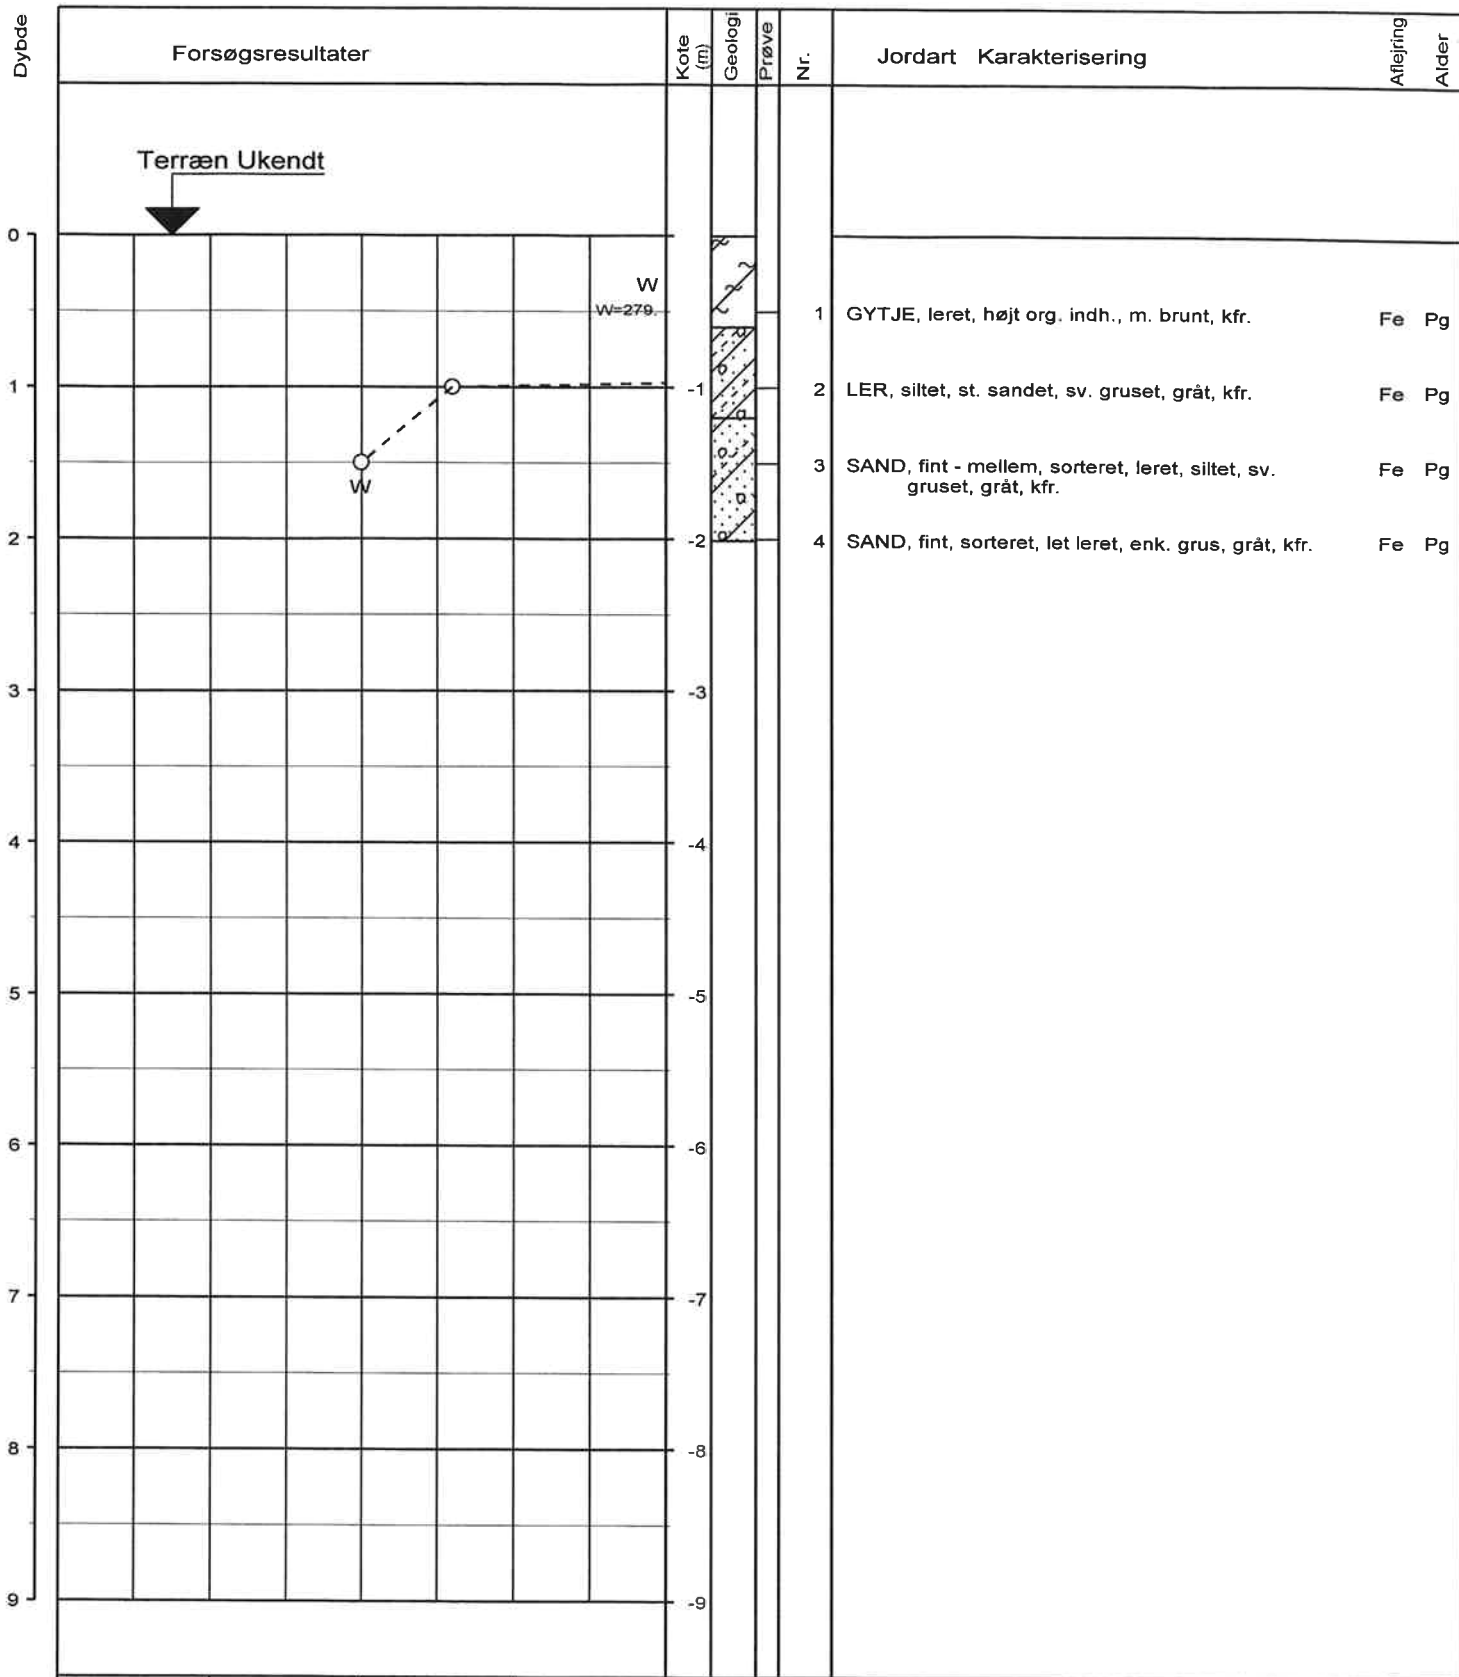 Dybde
Forsøgsresultater
Kote (m)
Geologi
Prøve
Nr.
Jordart Karakterisering
Aflejring
Alder
Terræn Ukendt
0
W
W=279.
1 GYTJE, leret, højt org. indh., m. brunt, kfr. Fe Pg
1 -1 2 LER, siltet, st. sandet, sv. gruset, gråt, kfr. Fe Pg
3 SAND, fint - mellem, sorteret, leret, siltet, sv. Fe Pg
gruset, gråt, kfr.
W
2 -2 4 SAND, fint, sorteret, let leret, enk. grus, gråt, kfr. Fe Pg
3 -3
4 -4
5 -5
6 -6
7 -7
8 -8
9 -9